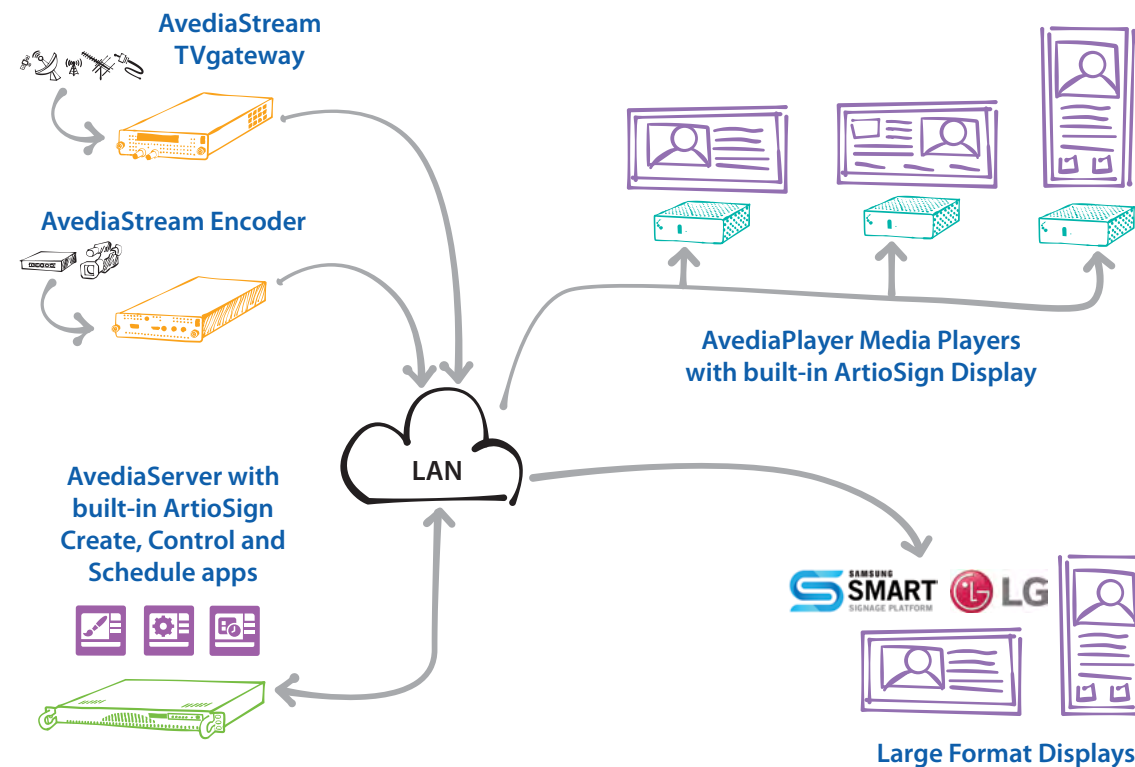 AvediaStream
TVgateway
AvediaStream Encoder
AvediaPlayer Media Players
with built-in ArtioSign Display
LAN
AvediaServer with
built-in ArtioSign
Create, Control and
Schedule apps
SAMSUNG
SMART
SIGNAGE PLATFORM
LG
Large Format Displays